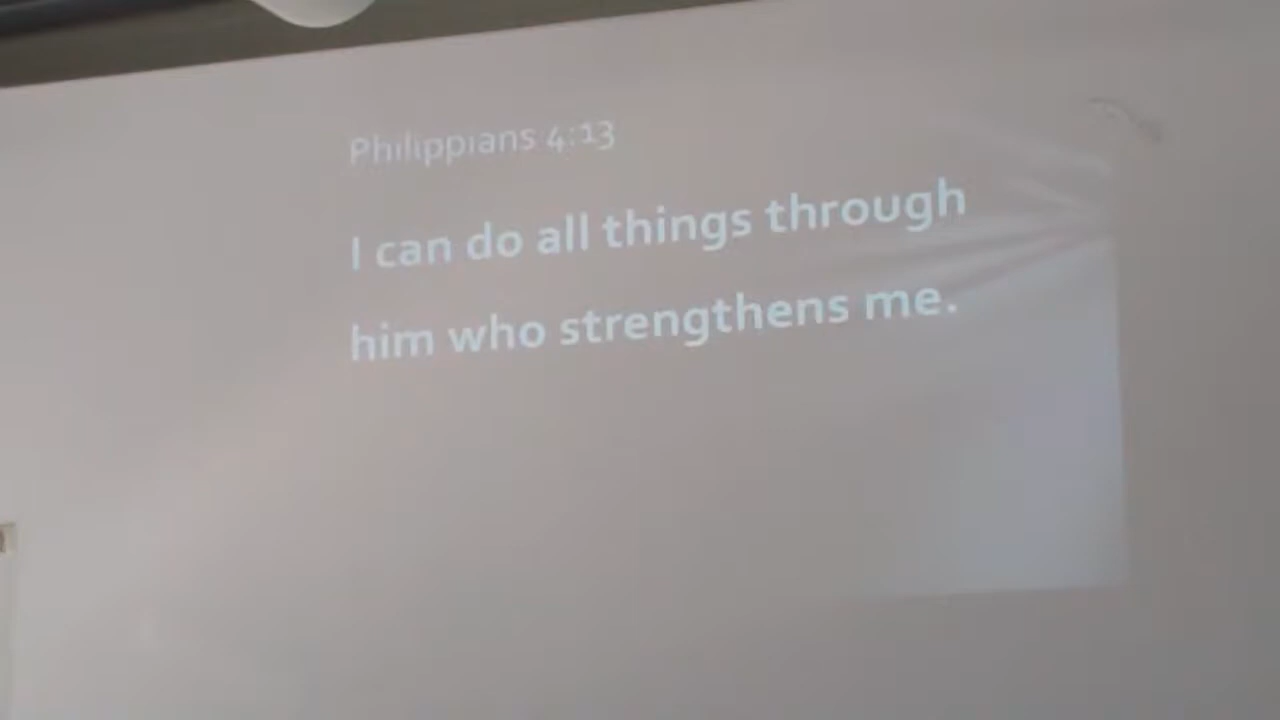 Philippians 4:13
I can do all things through
him who strengthens me.